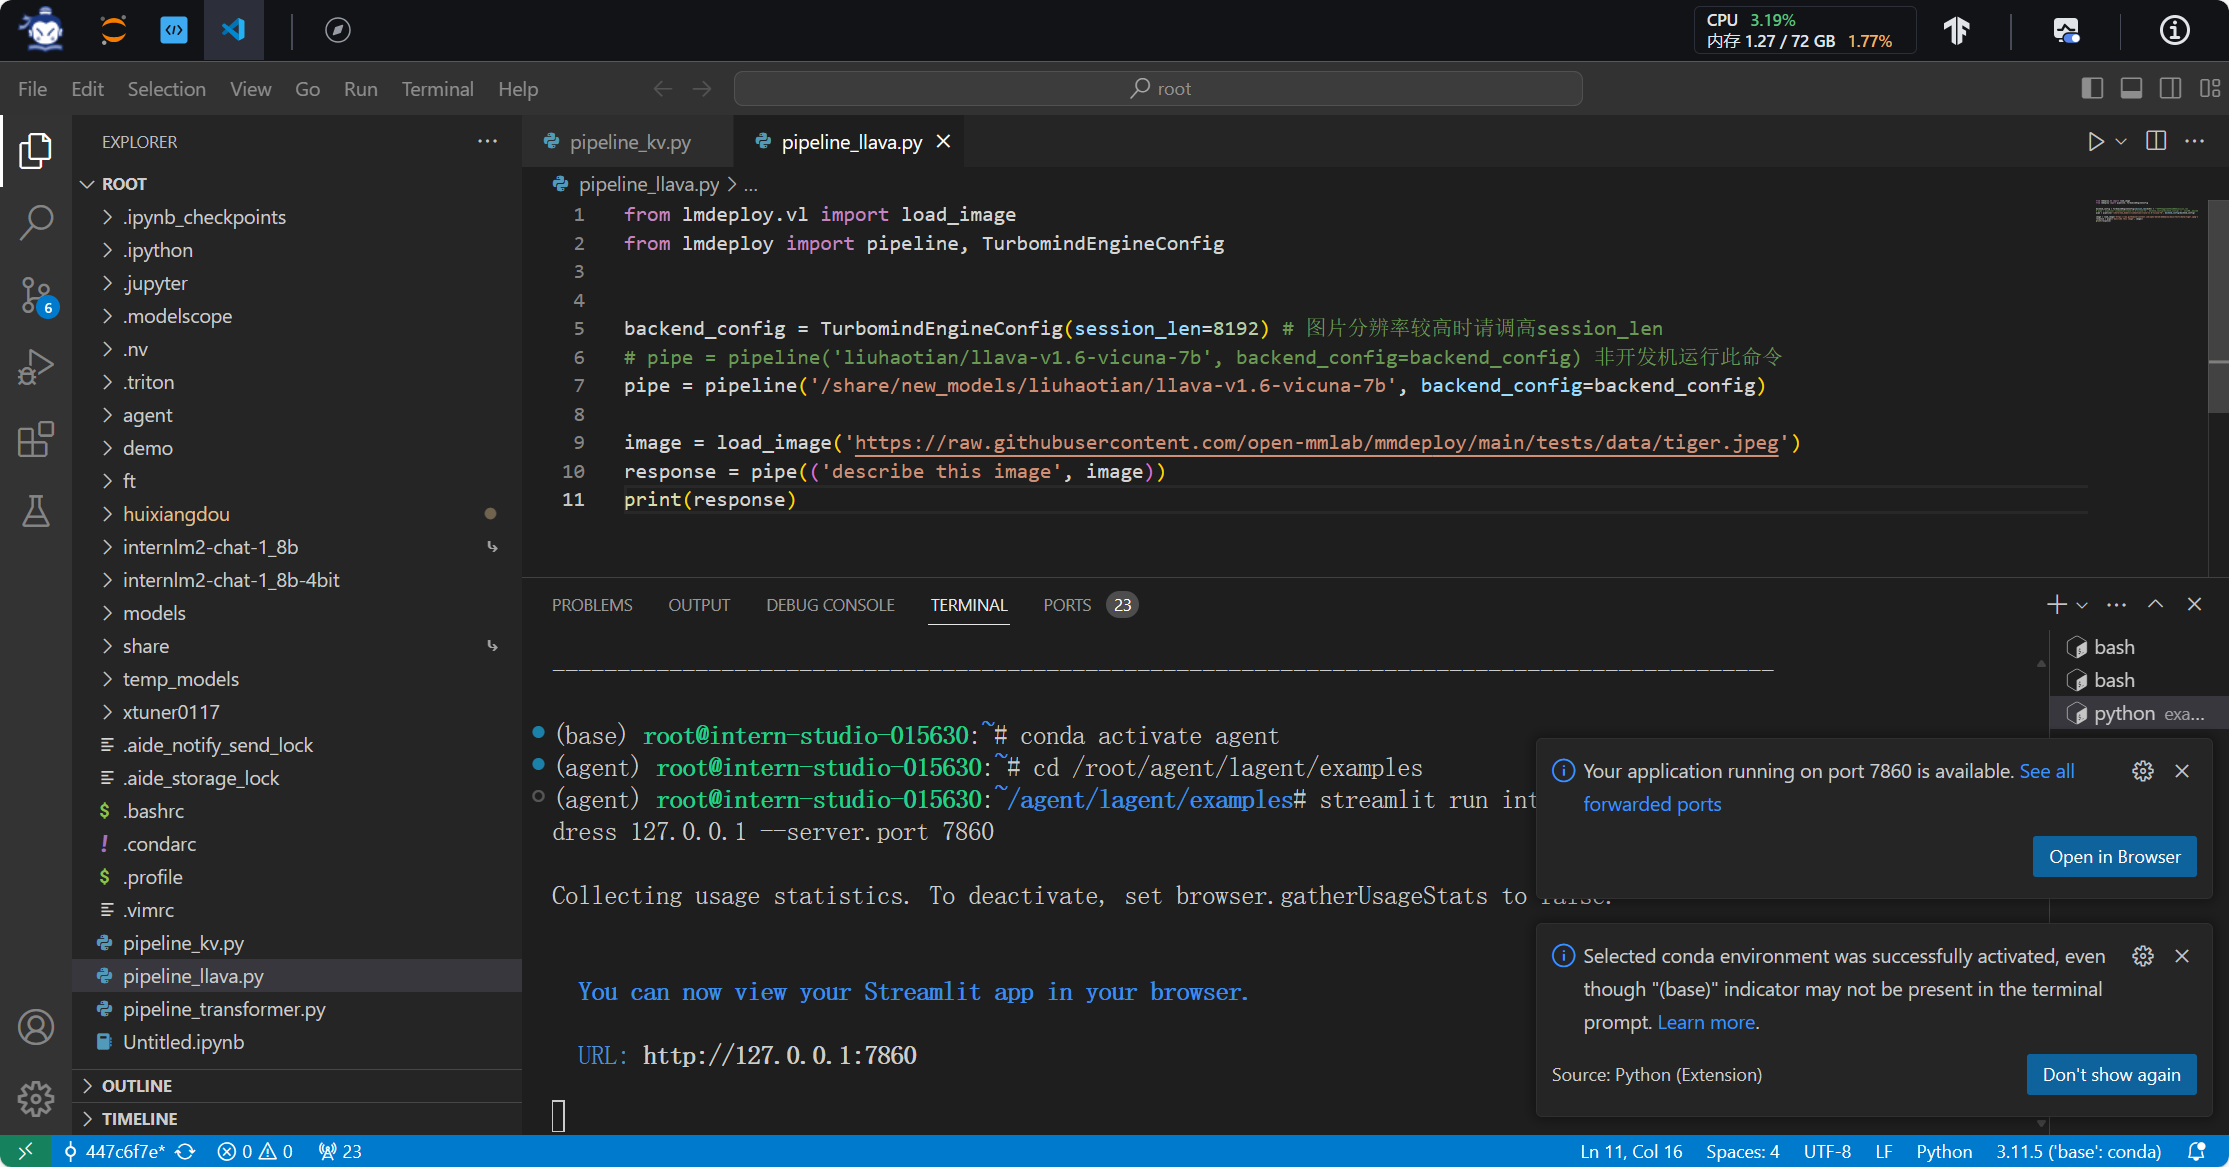 CPU 3.19%
内存 1.27 / 72 GB 1.77%
File Edit Selection View Go Run Terminal Help
root
EXPLORER
ROOT
.ipynb_checkpoints
.ipython
.jupyter
.modelscope
.nv
.triton
agent
demo
ft
huixiangdou
internlm2-chat-1_8b
internlm2-chat-1_8b-4bit
models
share
temp_models
xtuner0117
.aide_notify_send_lock
.aide_storage_lock
.bashrc
.condarc
.profile
.vimrc
pipeline_kv.py
pipeline_llava.py
pipeline_transformer.py
Untitled.ipynb
OUTLINE
TIMELINE
6
pipeline_kv.py pipeline_llava.py
pipeline_llava.py > ...
1 from lmdeploy.vl import load_image
2 from lmdeploy import pipeline, TurbomindEngineConfig
3
4
5 backend_config = TurbomindEngineConfig(session_len=8192) # 图片分辨率较高时请调高session_len
6 # pipe = pipeline('liuhaotian/llava-v1.6-vicuna-7b', backend_config=backend_config) 非开发机运行此命令
7 pipe = pipeline('/share/new_models/liuhaotian/llava-v1.6-vicuna-7b', backend_config=backend_config)
8
9 image = load_image('https://raw.githubusercontent.com/open-mmlab/mmdeploy/main/tests/data/tiger.jpeg')
10 response = pipe(('describe this image', image))
11 print(response)
PROBLEMS OUTPUT DEBUG CONSOLE TERMINAL PORTS 23
bash
bash
python exa...
(base) root@intern-studio-015630:~# conda activate agent
(agent) root@intern-studio-015630:~# cd /root/agent/lagent/examples
(agent) root@intern-studio-015630:~/agent/lagent/examples# streamlit run int
dress 127.0.0.1 --server.port 7860
Collecting usage statistics. To deactivate, set browser.gatherUsageStats to false.
You can now view your Streamlit app in your browser.
URL: http://127.0.0.1:7860
Your application running on port 7860 is available. See all
forwarded ports
Open in Browser
Selected conda environment was successfully activated, even
though "(base)" indicator may not be present in the terminal
prompt. Learn more.
Source: Python (Extension)
Don't show again
447c6f7e* 0 0 23
Ln 11, Col 16 Spaces: 4 UTF-8 LF Python 3.11.5 ('base': conda)